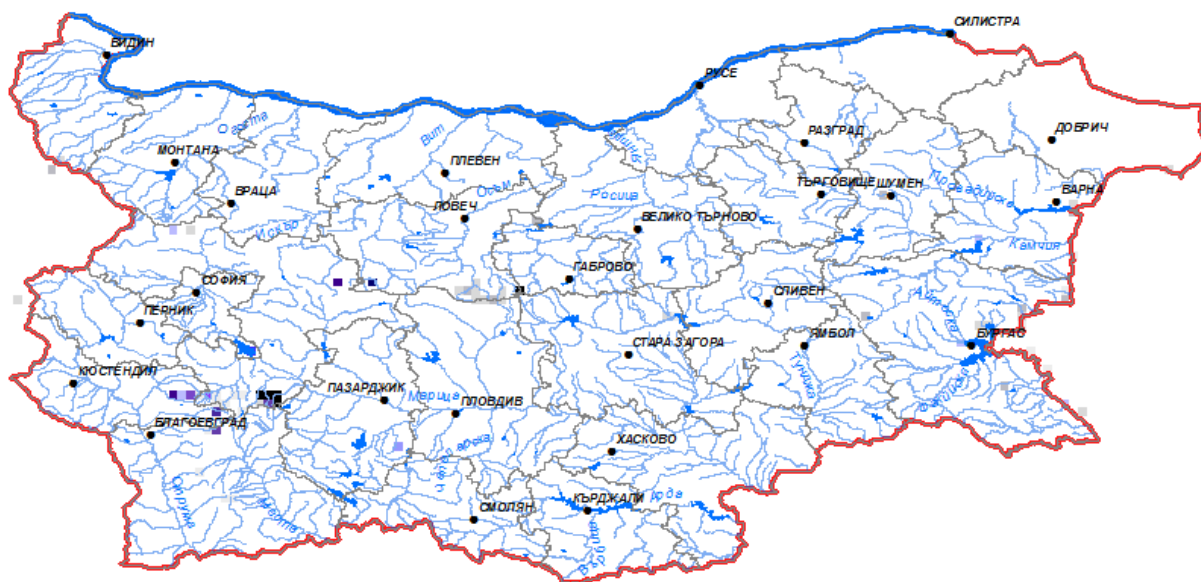 СИЛИСТРА
ВИДИН
РУСЕ
Огоста
Вит
РАЗГРАД
ДОБРИЧ
МОНТАНА
ПЛЕВЕН
ВРАЦА
Осъм
Росица
ТЪРГОВИЩЕ
ШУМЕН
ВАРНА
ЛОВЕЧ
Искър
ВЕЛИКО ТЪРНОВО
Камчия
СОФИЯ
ГАБРОВО
СЛИВЕН
ПЕРНИК
СТАРА ЗАГОРА
ЯМБОЛ
БУРГАС
КЮСТЕНДИЛ
ПАЗАРДЖИК
Марица
ПЛОВДИВ
Тунджа
БЛАГОЕВГРАД
ХАСКОВО
Струма
Места
СМОЛЯН
КЪРДЖАЛИ
Върбица